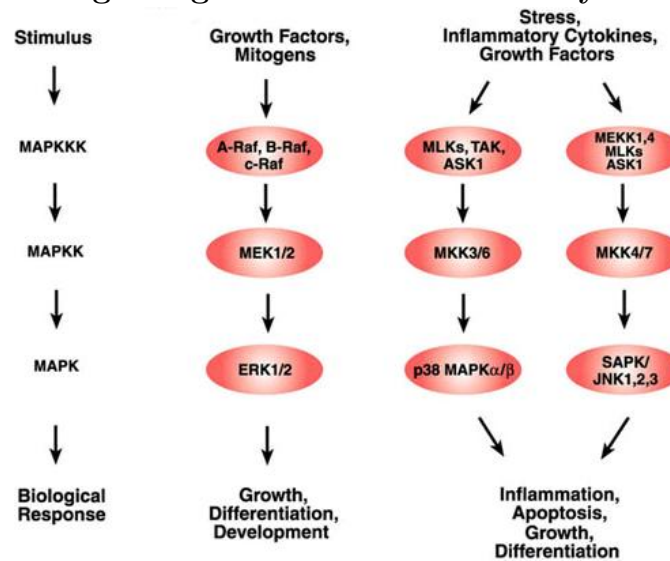 Stimulus
Growth Factors,
Mitogens
Stress,
Inflammatory Cytokines,
Growth Factors
MAPKKK
A-Raf, B-Raf,
c-Raf
MLKs, TAK,
ASK1
MEKK1,4
MLKs
ASK1
MAPKK
MEK1/2
MKK3/6
MKK4/7
MAPK
ERK1/2
p38 MAPKα/β
SAPK/
JNK1,2,3
Biological
Response
Growth,
Differentiation,
Development
Inflammation,
Apoptosis,
Growth,
Differentiation